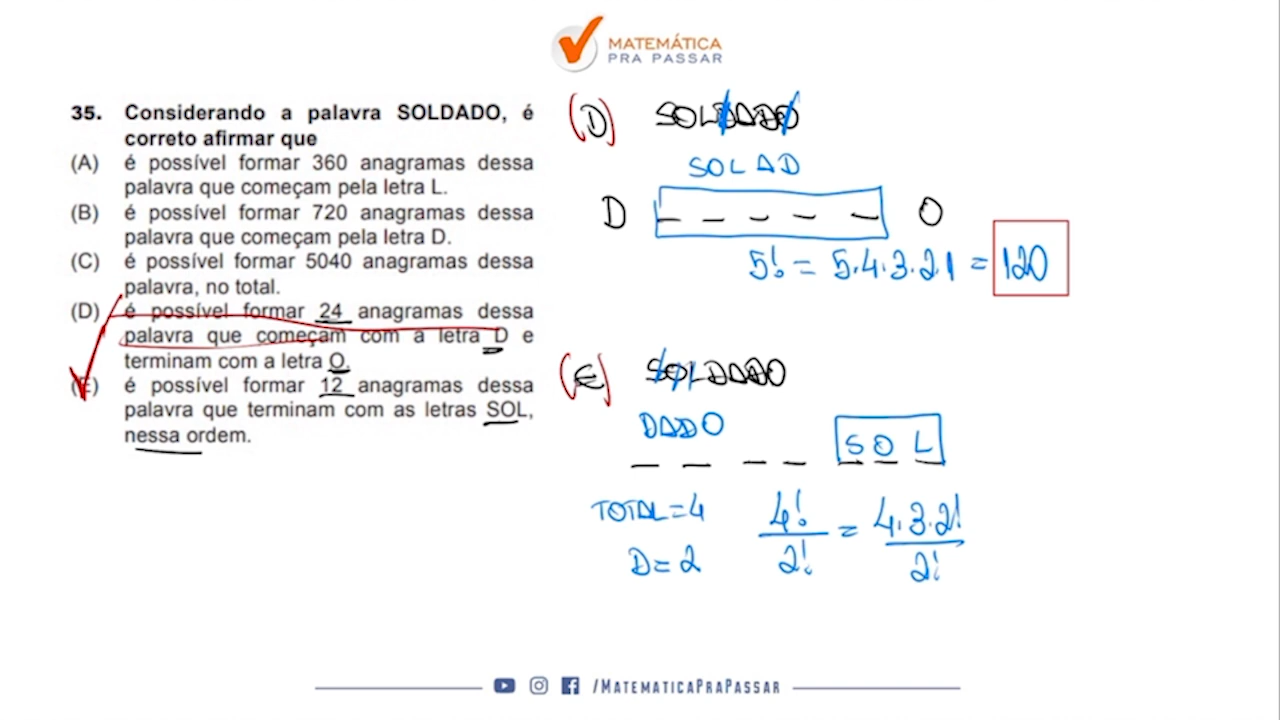 MATEMÁTICA
PRA PASSAR
35. Considerando a palavra SOLDADO, é
correto afirmar que
(A) é possível formar 360 anagramas dessa
palavra que começam pela letra L.
(B) é possível formar 720 anagramas dessa
palavra que começam pela letra D.
(C) é possível formar 5040 anagramas dessa
palavra, no total.
(D) é possível formar 24 anagramas dessa
palavra que começam com a letra D e
terminam com a letra O.
(E) é possível formar 12 anagramas dessa
palavra que terminam com as letras SOL,
nessa ordem.
(D) SOLDADO
SOLAD
D _ _ _ _ _ O
5! = 5.4.3.2.1 = 120
(E) SOLDADO
DADO
_ _ _ _ SOL
TOTAL = 4
D = 2
4!/2! = 4.3.2!/2!
/MATEMATICAPRAPASSAR